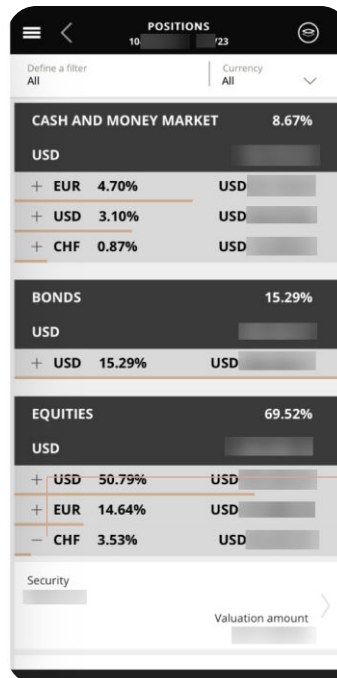 POSITIONS
10 /23
Define a filter
All
Currency
All
CASH AND MONEY MARKET 8.67%
USD
+ EUR 4.70% USD
+ USD 3.10% USD
+ CHF 0.87% USD
BONDS 15.29%
USD
+ USD 15.29% USD
EQUITIES 69.52%
USD
+ USD 50.79% USD
+ EUR 14.64% USD
− CHF 3.53% USD
Security
Valuation amount